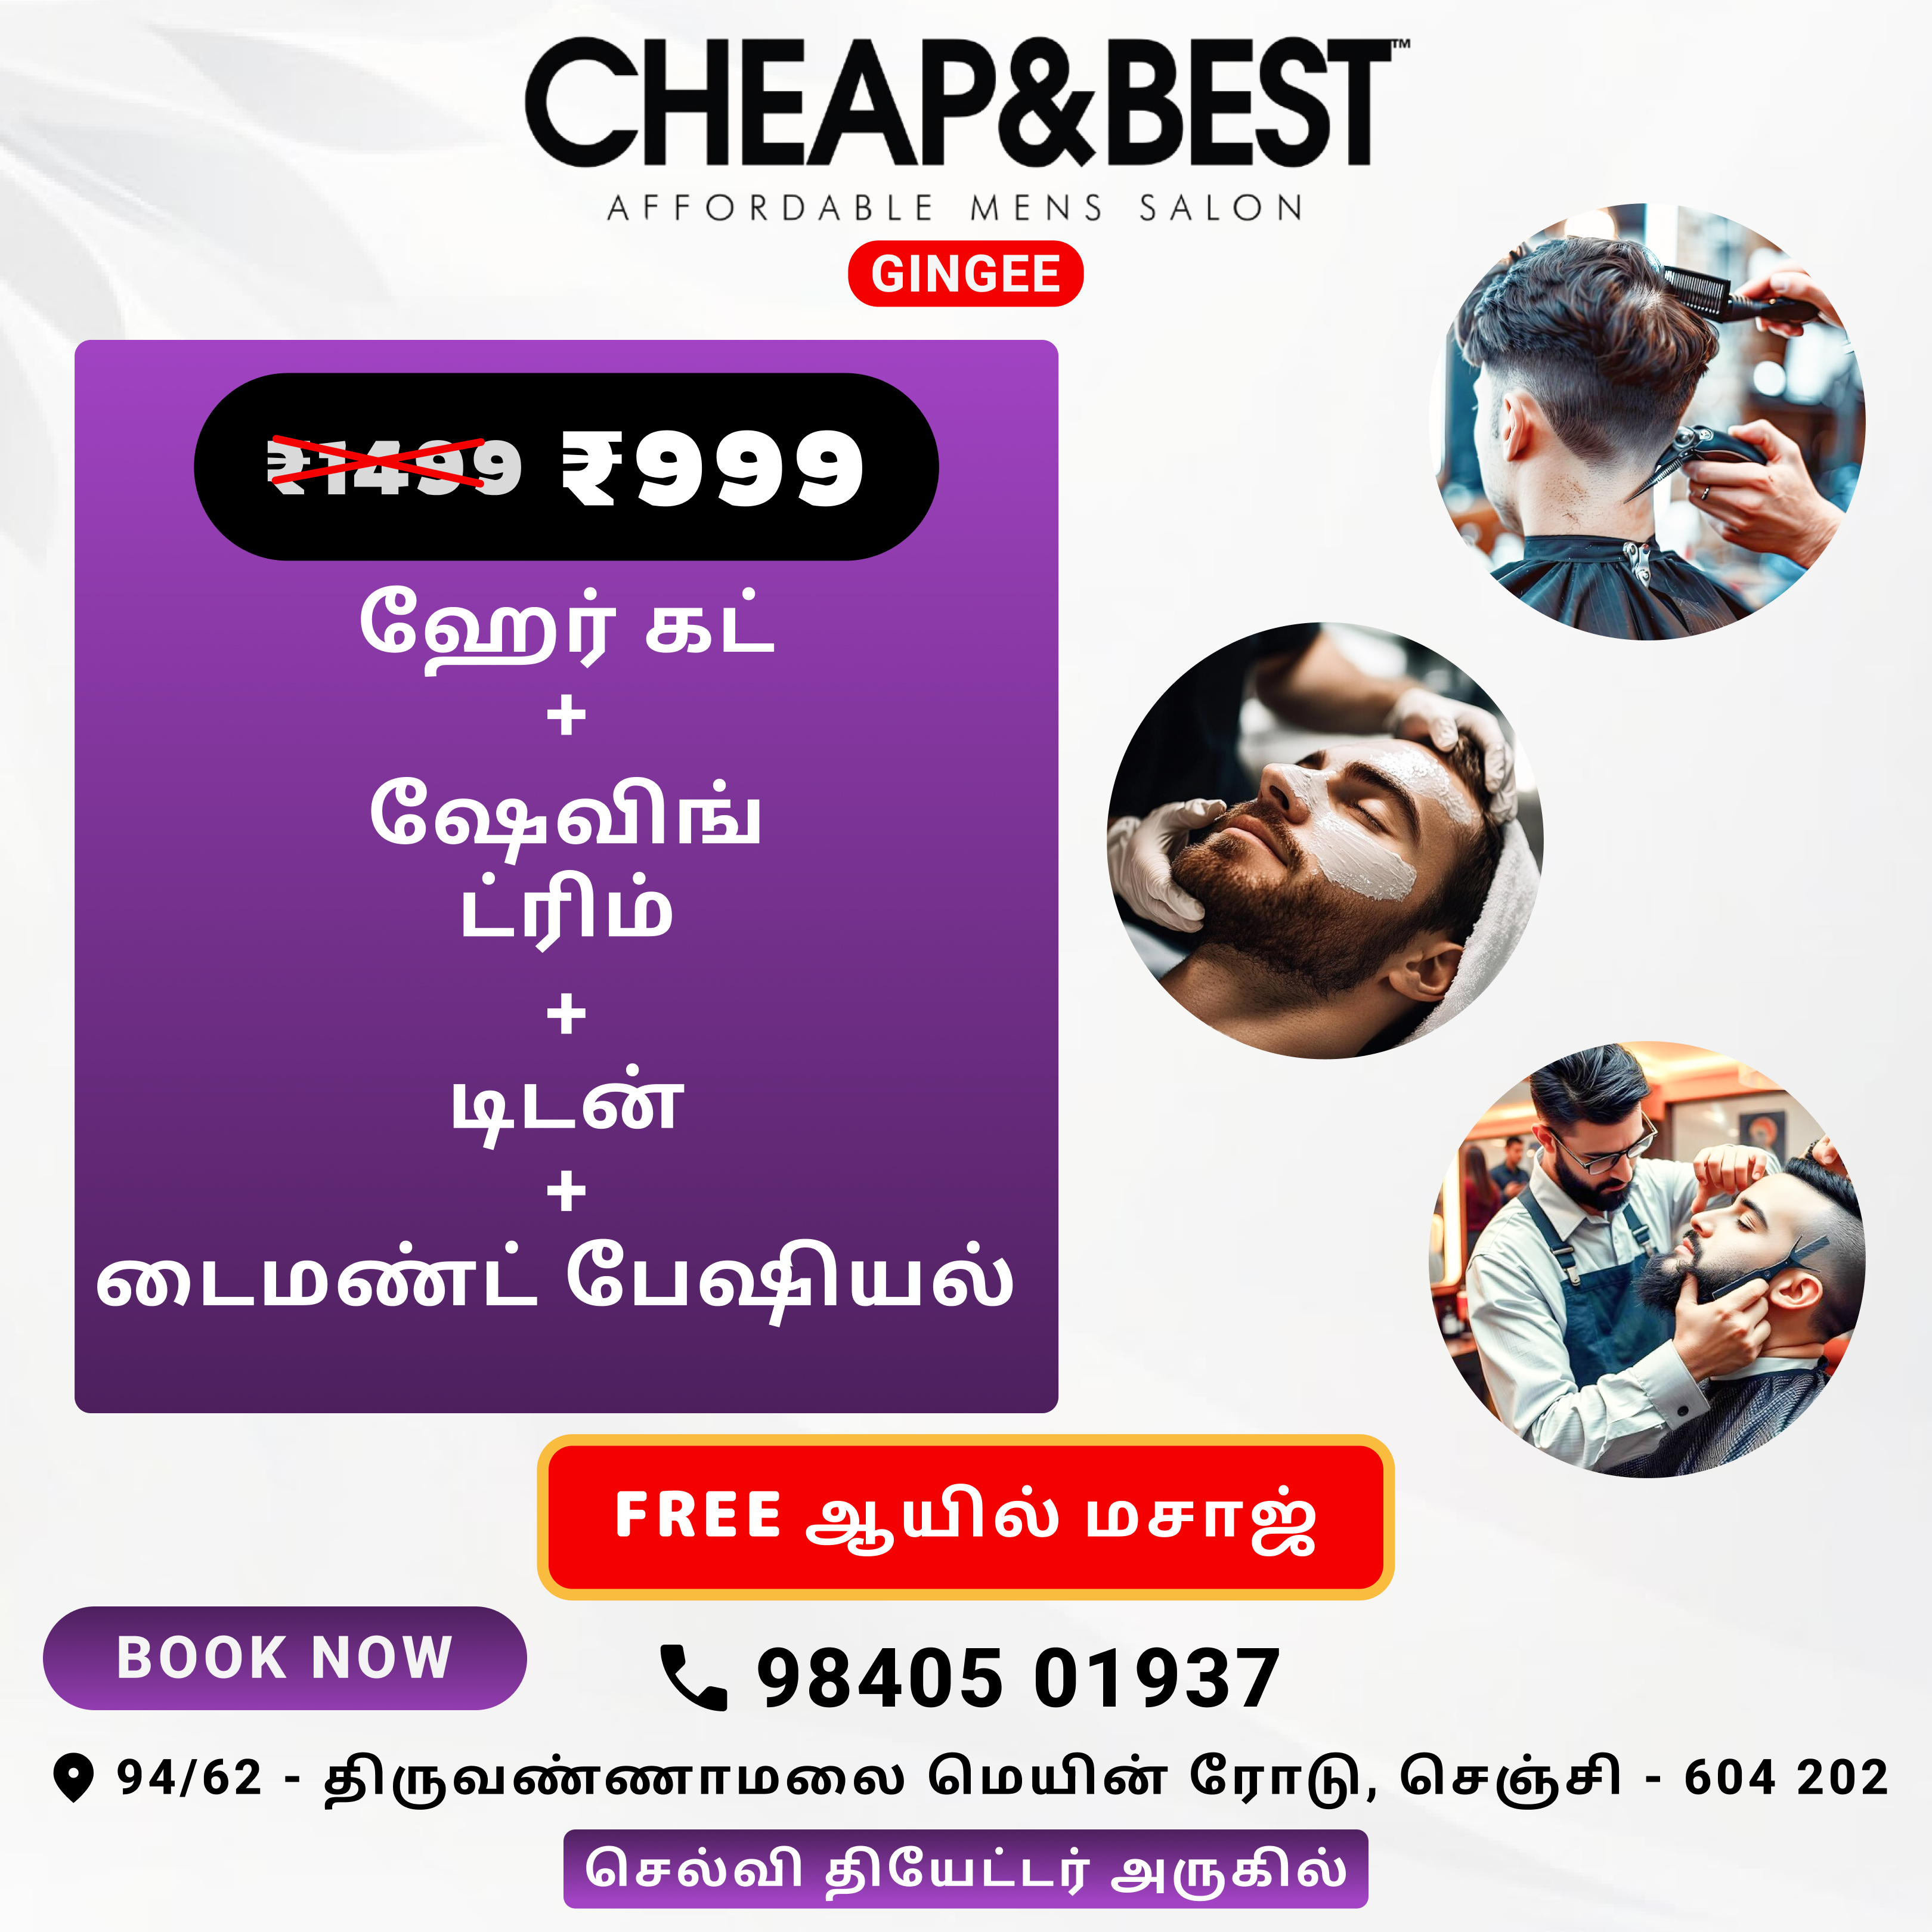 CHEAP&BEST™
AFFORDABLE MENS SALON
GINGEE
₹1499 ₹999
ஹேர் கட்
+
ஷேவிங்
ட்ரிம்
+
டிடன்
+
டைமண்ட் பேஷியல்
FREE ஆயில் மசாஜ்
BOOK NOW
98405 01937
94/62 - திருவண்ணாமலை மெயின் ரோடு, செஞ்சி - 604 202
செல்வி தியேட்டர் அருகில்